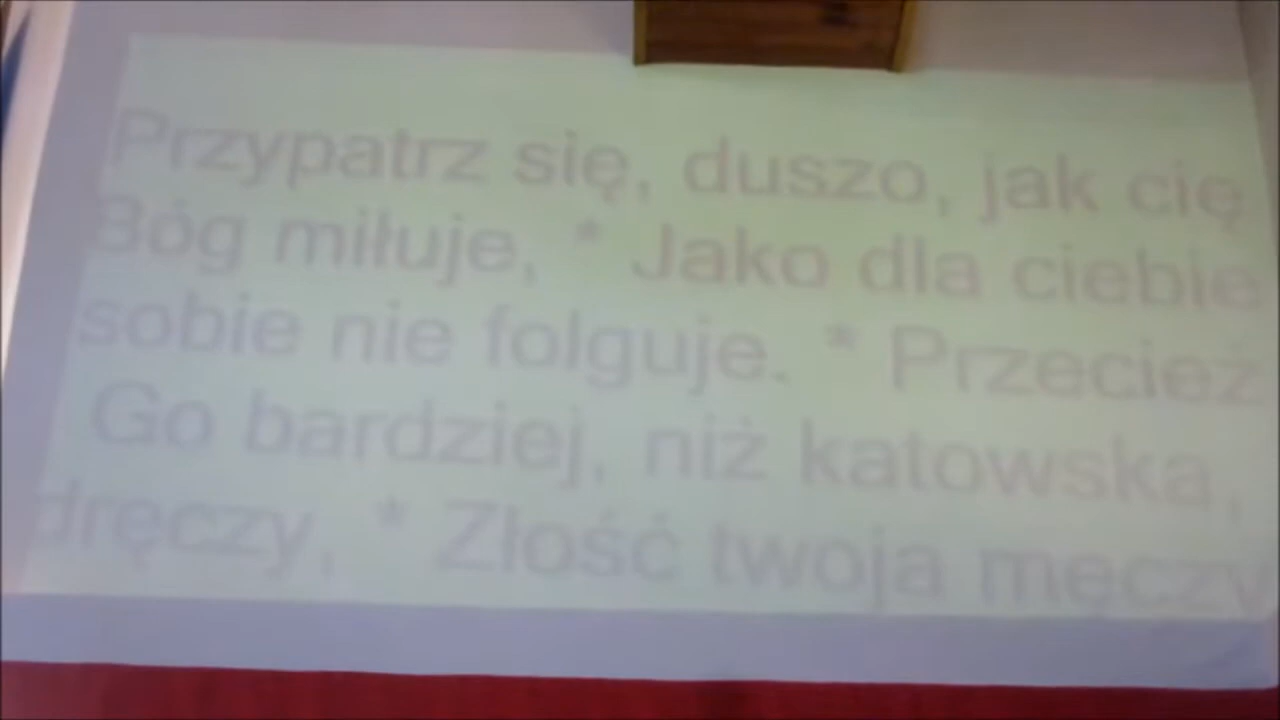 Przypatrz się, duszo, jak cię
Bóg miłuje, * Jako dla ciebie
sobie nie folguje. * Przecież
Go bardziej, niż katowska,
dręczy, * Złość twoja męczy